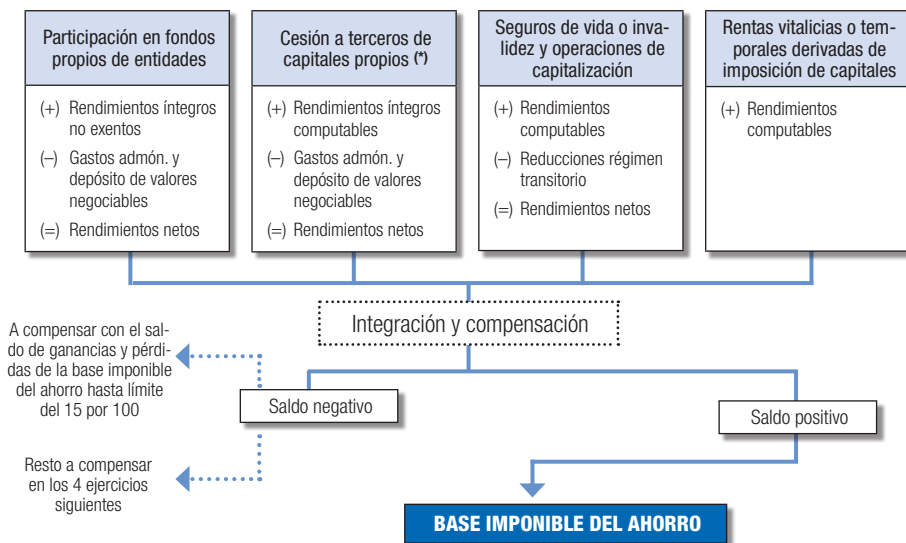 Participación en fondos
propios de entidades
(+) Rendimientos íntegros
no exentos
(–) Gastos admón. y
depósito de valores
negociables
(=) Rendimientos netos
Cesión a terceros de
capitales propios (*)
(+) Rendimientos íntegros
computables
(–) Gastos admón. y
depósito de valores
negociables
(=) Rendimientos netos
Seguros de vida o inva-
lidez y operaciones de
capitalización
(+) Rendimientos
computables
(–) Reducciones régimen
transitorio
(=) Rendimientos netos
Rentas vitalicias o tem-
porales derivadas de
imposición de capitales
(+) Rendimientos
computables
Integración y compensación
A compensar con el sal-
do de ganancias y pérdi-
das de la base imponible
del ahorro hasta límite
del 15 por 100
Saldo negativo
Saldo positivo
Resto a compensar
en los 4 ejercicios
siguientes
BASE IMPONIBLE DEL AHORRO